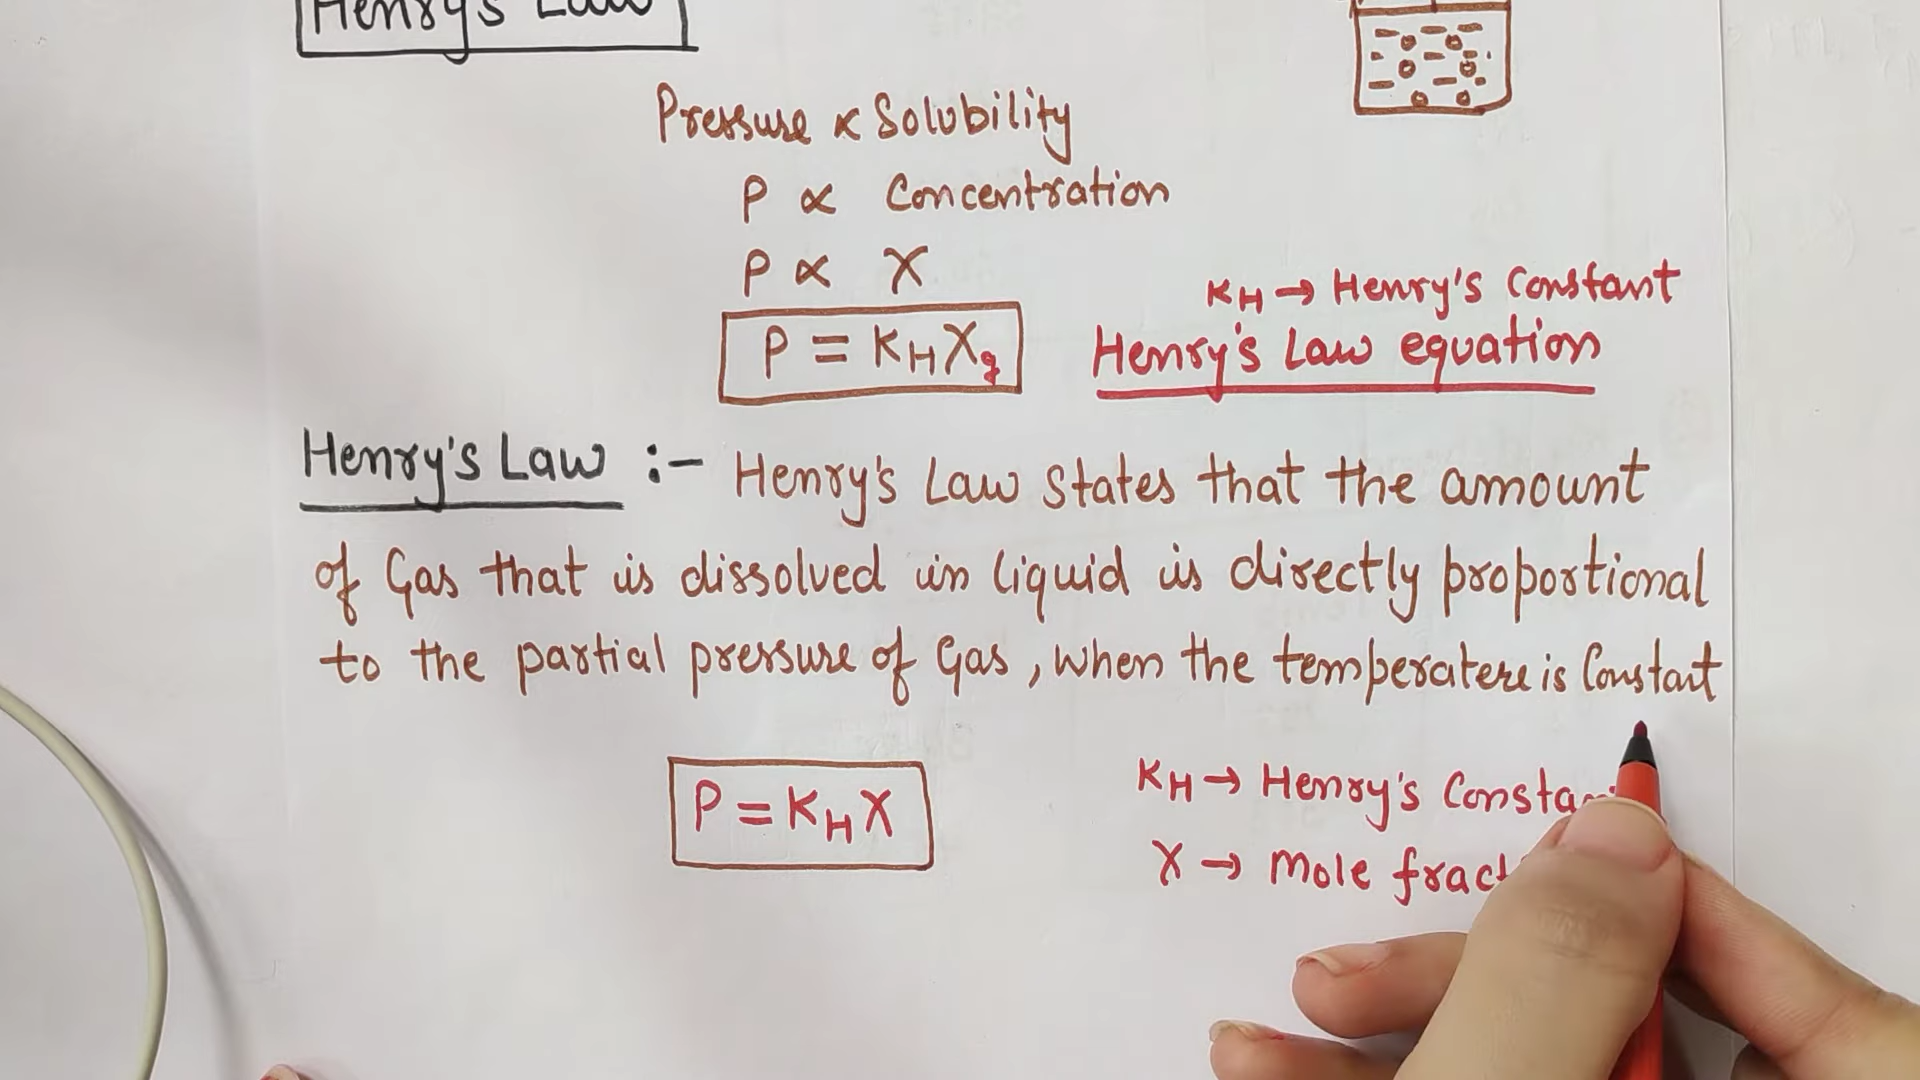 Henry's Law
Pressure ∝ Solubility
P ∝ Concentration
P ∝ X
KH → Henry's Constant
P = KHXg
Henry's Law equation
Henry's Law :- Henry's Law States that the amount
of Gas that is dissolved in liquid is directly proportional
to the partial pressure of Gas, when the temperatere is Constant
P = KHX
KH → Henry's Constan
X → Mole fract